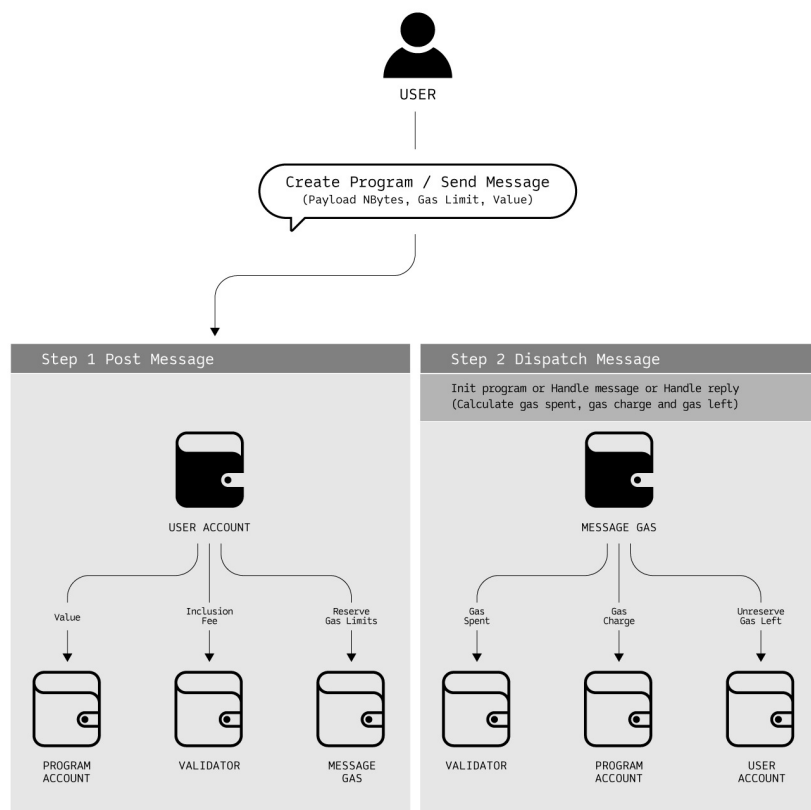 USER
Create Program / Send Message
(Payload NBytes, Gas Limit, Value)
Step 1 Post Message
USER ACCOUNT
Value
Inclusion
Fee
Reserve
Gas Limits
PROGRAM
ACCOUNT
VALIDATOR
MESSAGE
GAS
Step 2 Dispatch Message
Init program or Handle message or Handle reply
(Calculate gas spent, gas charge and gas left)
MESSAGE GAS
Gas
Spent
Gas
Charge
Unreserve
Gas Left
VALIDATOR
PROGRAM
ACCOUNT
USER
ACCOUNT